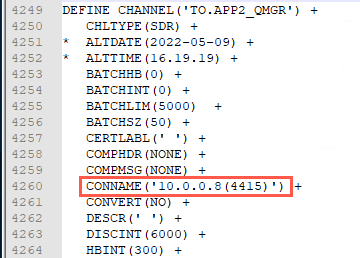 4249 DEFINE CHANNEL('TO.APP2_QMGR') +
4250 CHLTYPE(SDR) +
4251 * ALTDATE(2022-05-09) +
4252 * ALTTIME(16.19.19) +
4253 BATCHHB(0) +
4254 BATCHINT(0) +
4255 BATCHLIM(5000) +
4256 BATCHSZ(50) +
4257 CERTLABL(' ') +
4258 COMPHDR(NONE) +
4259 COMPMSG(NONE) +
4260 CONNAME('10.0.0.8(4415)') +
4261 CONVERT(NO) +
4262 DESCR(' ') +
4263 DISCINT(6000) +
4264 HBINT(300) +